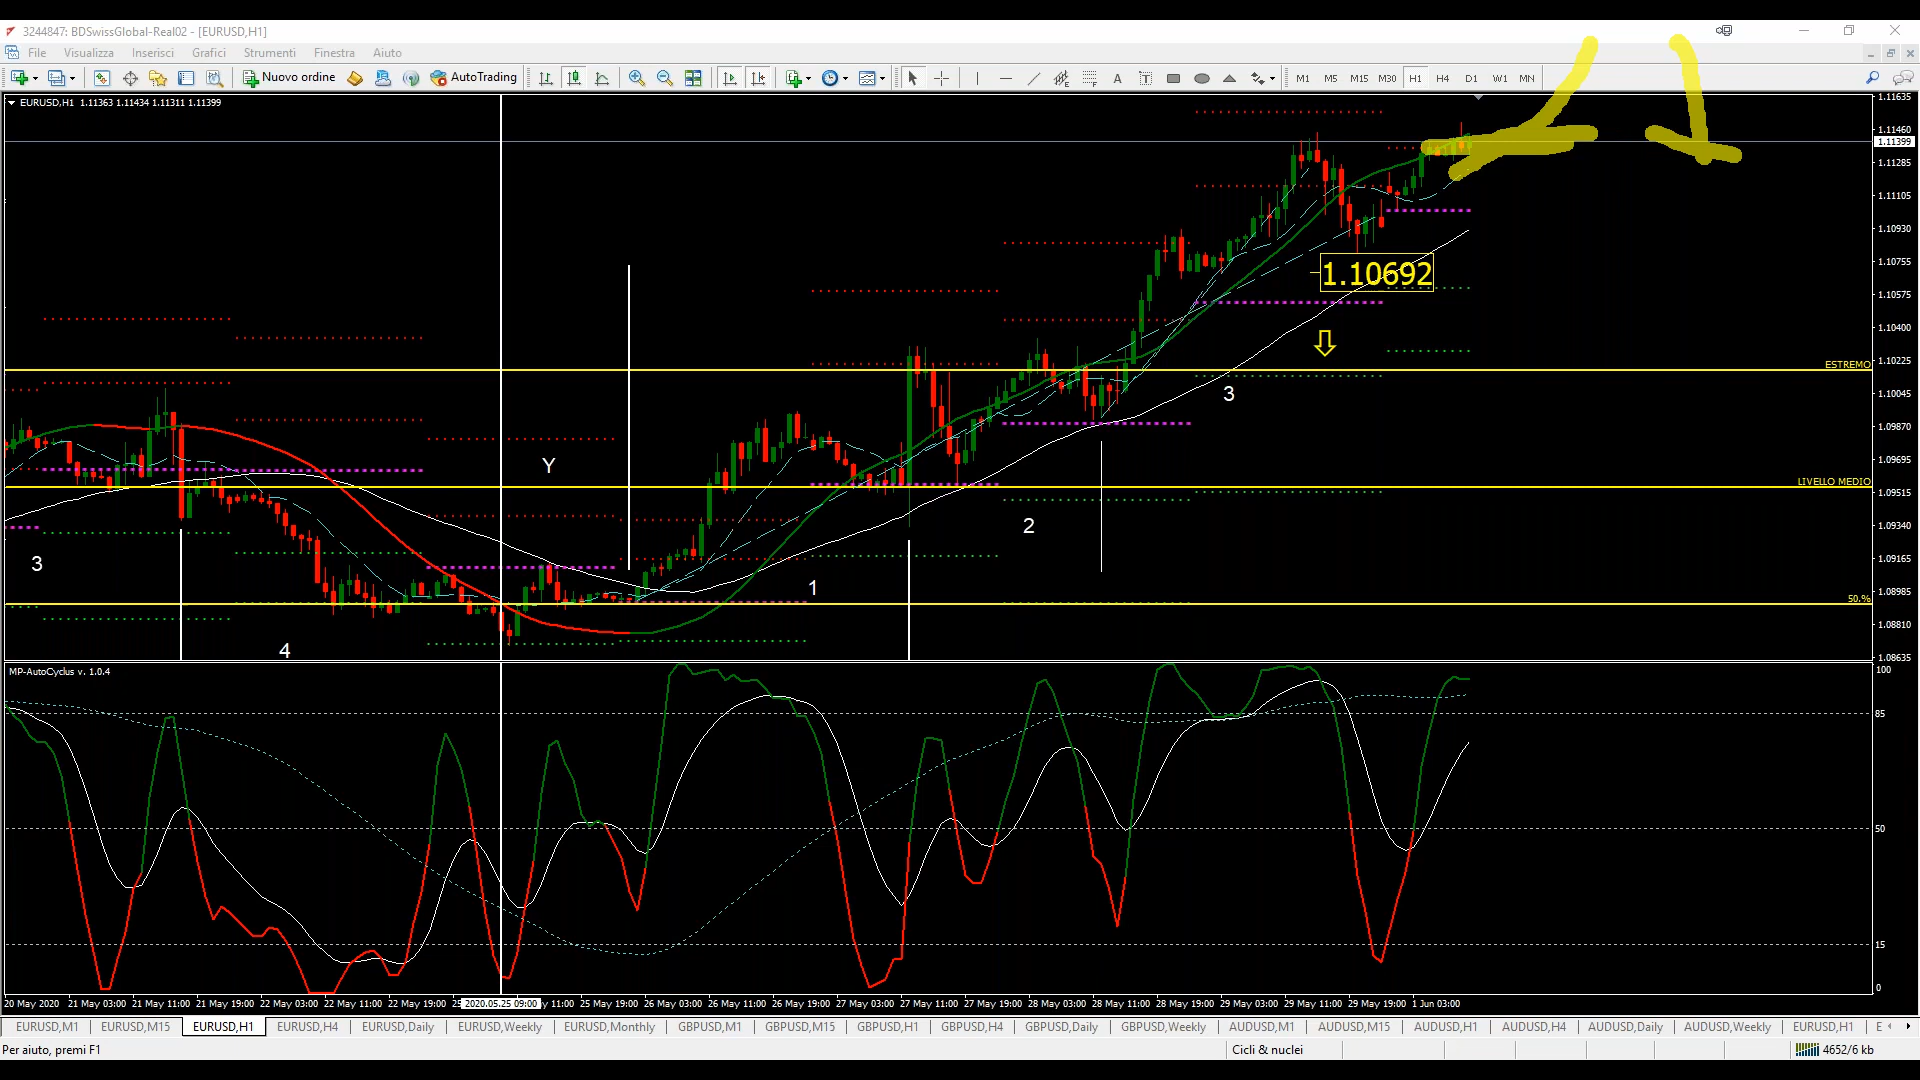 3244847: BDSwissGlobal-Real02 - [EURUSD,H1]
File Visualizza Inserisci Grafici Strumenti Finestra Aiuto
Nuovo ordine AutoTrading A T M1 M5 M15 M30 H1 H4 D1 W1 MN
EURUSD,H1 1.11363 1.11434 1.11311 1.11399
1.11635
1.11460
1.11399
1.11285
1.11105
1.10930
1.10755
1.10692
1.10575
1.10400
1.10225
ESTREMO
1.10045
3
1.09870
1.09695
Y
LIVELLO MEDIO
1.09515
1.09340
2
1.09165
3
1.08985
1
50.%
1.08810
4
1.08635
MP-AutoCyclus v. 1.0.4
100
85
50
15
0
20 May 2020 21 May 03:00 21 May 11:00 21 May 19:00 22 May 03:00 22 May 11:00 22 May 19:00 25 2020.05.25 09:00 y 11:00 25 May 19:00 26 May 03:00 26 May 11:00 26 May 19:00 27 May 03:00 27 May 11:00 27 May 19:00 28 May 03:00 28 May 11:00 28 May 19:00 29 May 03:00 29 May 11:00 29 May 19:00 1 Jun 03:00
EURUSD,M1 EURUSD,M15 EURUSD,H1 EURUSD,H4 EURUSD,Daily EURUSD,Weekly EURUSD,Monthly GBPUSD,M1 GBPUSD,M15 GBPUSD,H1 GBPUSD,H4 GBPUSD,Daily GBPUSD,Weekly AUDUSD,M1 AUDUSD,M15 AUDUSD,H1 AUDUSD,H4 AUDUSD,Daily AUDUSD,Weekly EURUSD,H1 E
Per aiuto, premi F1 Cicli & nuclei 4652/6 kb